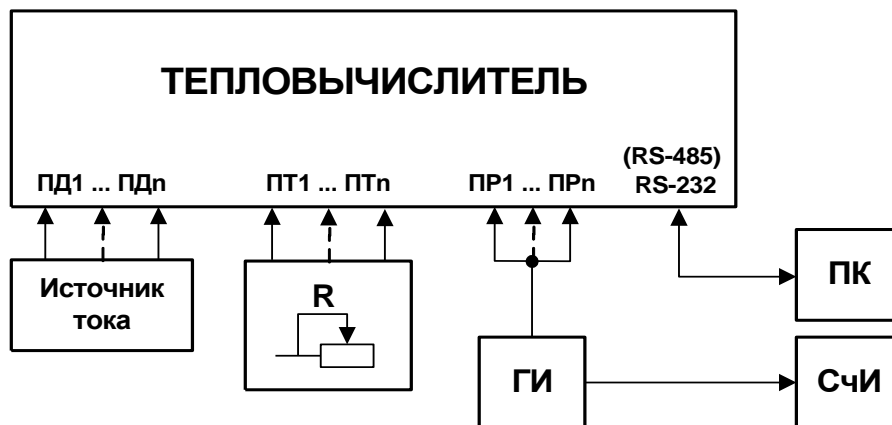 ТЕПЛОВЫЧИСЛИТЕЛЬ
(RS-485)
ПД1 ... ПДn ПТ1 ... ПТn ПР1 ... ПРn RS-232
Источник
тока
R
ПК
ГИ
СчИ